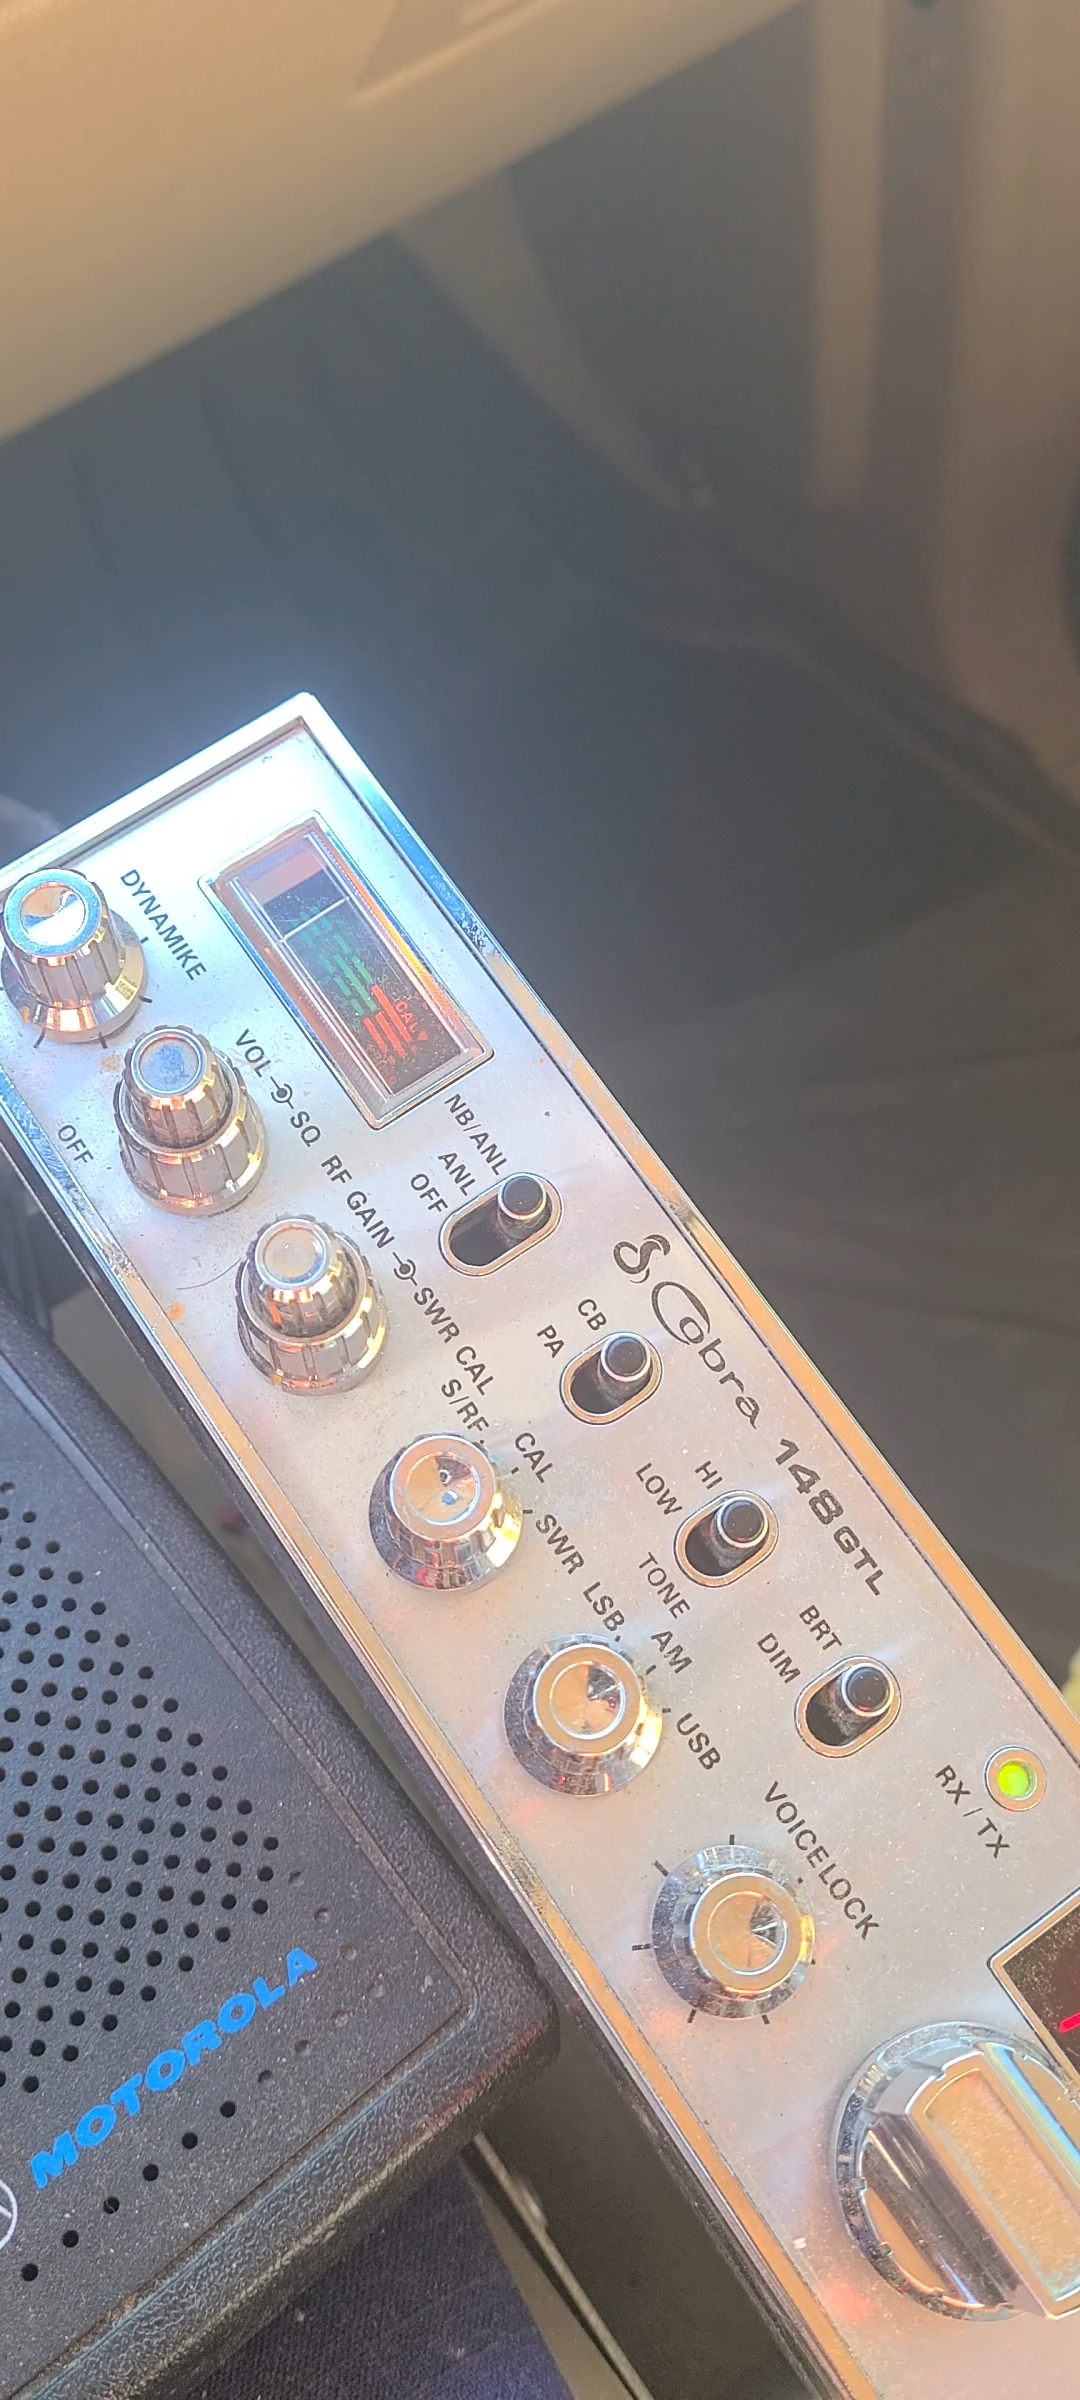 DYNAMIKE
CAL
VOL SQ
OFF
RF GAIN SWR CAL
NB/ANL
ANL
OFF
Cobra 148 GTL
CB
PA
S/RF
CAL
SWR
HI
LOW
TONE
LSB
AM
USB
BRT
DIM
RX / TX
VOICELOCK
MOTOROLA